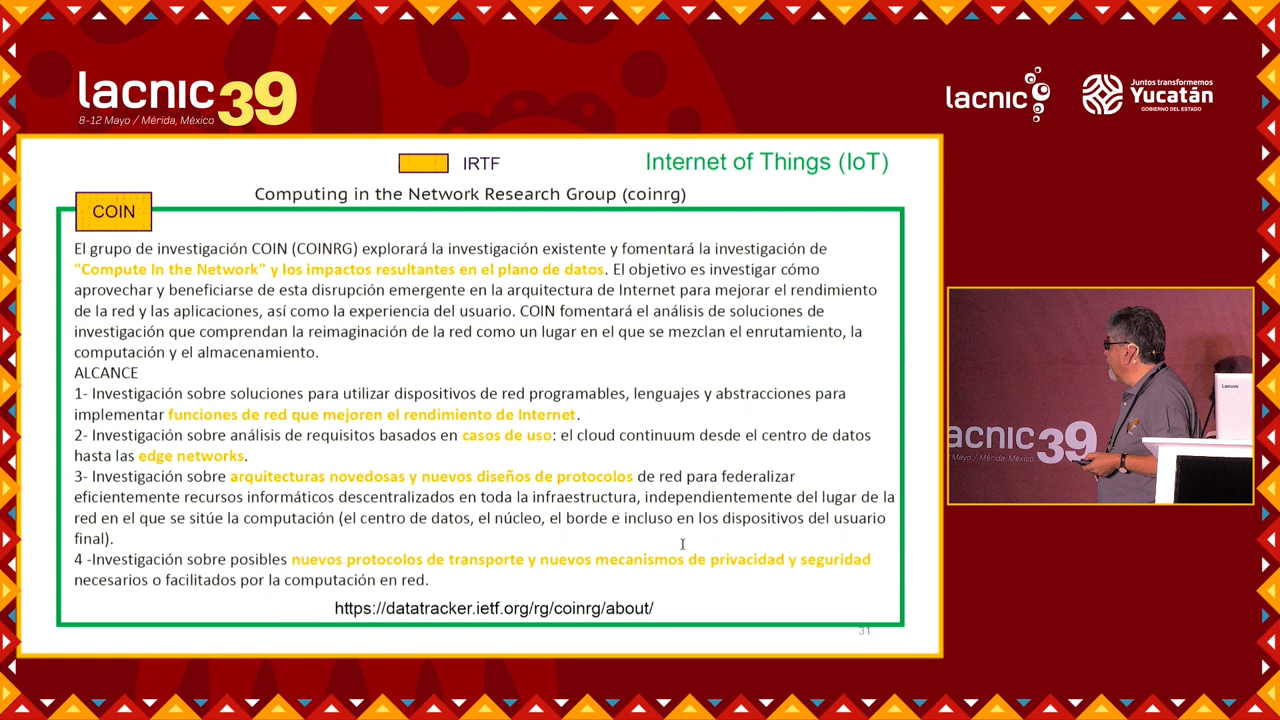 lacnic 39
8-12 Mayo / Mérida, México
lacnic
Juntos transformemos
Yucatán
GOBIERNO DEL ESTADO
IRTF
Internet of Things (IoT)
Computing in the Network Research Group (coinrg)
COIN
El grupo de investigación COIN (COINRG) explorará la investigación existente y fomentará la investigación de
"Compute In the Network" y los impactos resultantes en el plano de datos. El objetivo es investigar cómo
aprovechar y beneficiarse de esta disrupción emergente en la arquitectura de Internet para mejorar el rendimiento
de la red y las aplicaciones, así como la experiencia del usuario. COIN fomentará el análisis de soluciones de
investigación que comprendan la reimaginación de la red como un lugar en el que se mezclan el enrutamiento, la
computación y el almacenamiento.
ALCANCE
1- Investigación sobre soluciones para utilizar dispositivos de red programables, lenguajes y abstracciones para
implementar funciones de red que mejoren el rendimiento de Internet.
2- Investigación sobre análisis de requisitos basados en casos de uso: el cloud continuum desde el centro de datos
hasta las edge networks.
3- Investigación sobre arquitecturas novedosas y nuevos diseños de protocolos de red para federalizar
eficientemente recursos informáticos descentralizados en toda la infraestructura, independientemente del lugar de la
red en el que se sitúe la computación (el centro de datos, el núcleo, el borde e incluso en los dispositivos del usuario
final).
4 -Investigación sobre posibles nuevos protocolos de transporte y nuevos mecanismos de privacidad y seguridad
necesarios o facilitados por la computación en red.
https://datatracker.ietf.org/rg/coinrg/about/
31
Lenovo
acnic 39
Mayo / Mérida, México